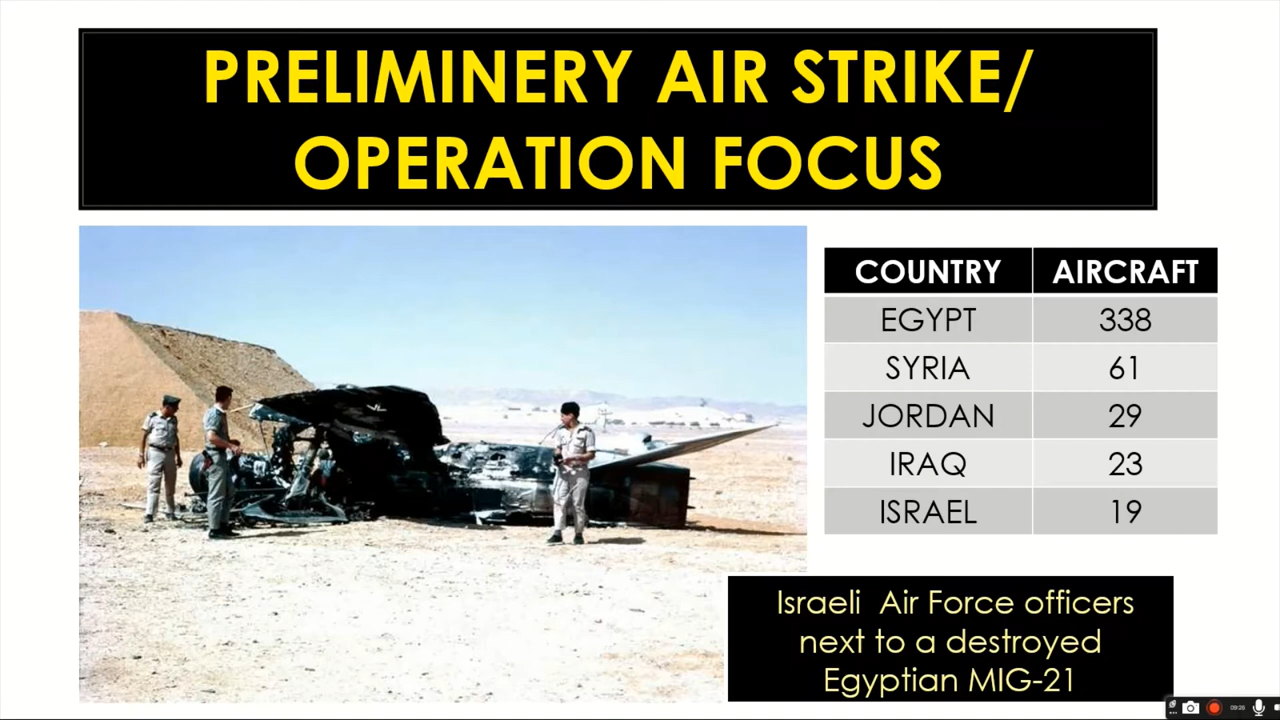 PRELIMINERY AIR STRIKE/
OPERATION FOCUS
COUNTRY AIRCRAFT
EGYPT 338
SYRIA 61
JORDAN 29
IRAQ 23
ISRAEL 19
Israeli Air Force officers
next to a destroyed
Egyptian MIG-21